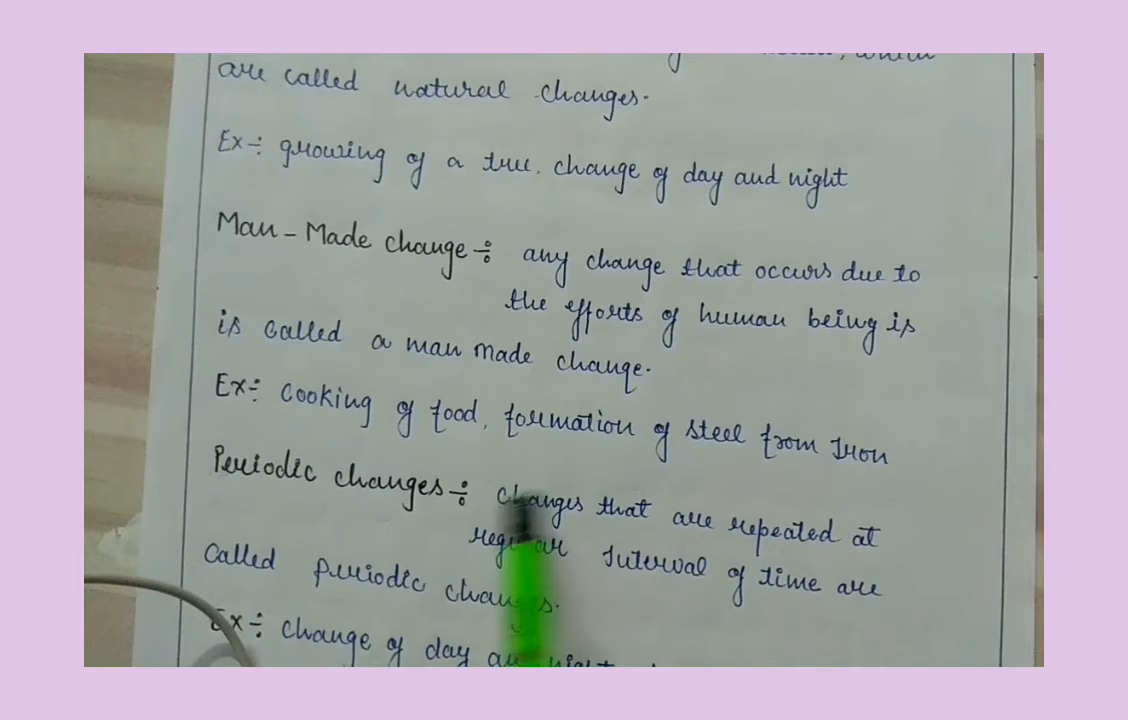 are called natural changes.
Ex÷ growing of a tree. change of day and night
Man-Made change÷ any change that occurs due to
the efforts of human being is
is called a man made change.
Ex÷ Cooking of food, formation of steel from Iron
Periodic changes÷ Changes that are repeated at
regular Interval of time are
Called periodic changes.
Ex÷ change of day and night